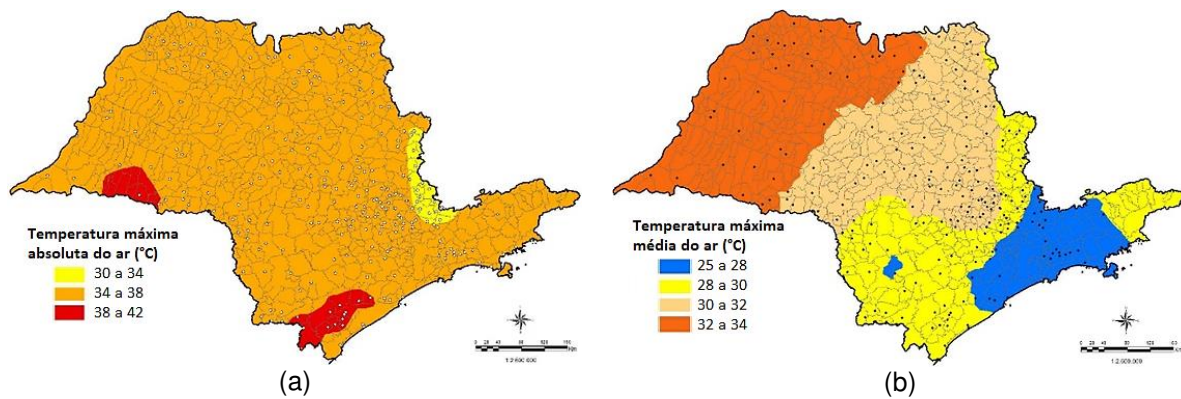 Temperatura máxima
absoluta do ar (°C)
30 a 34
34 a 38
38 a 42
(a)
Temperatura máxima
média do ar (°C)
25 a 28
28 a 30
30 a 32
32 a 34
(b)